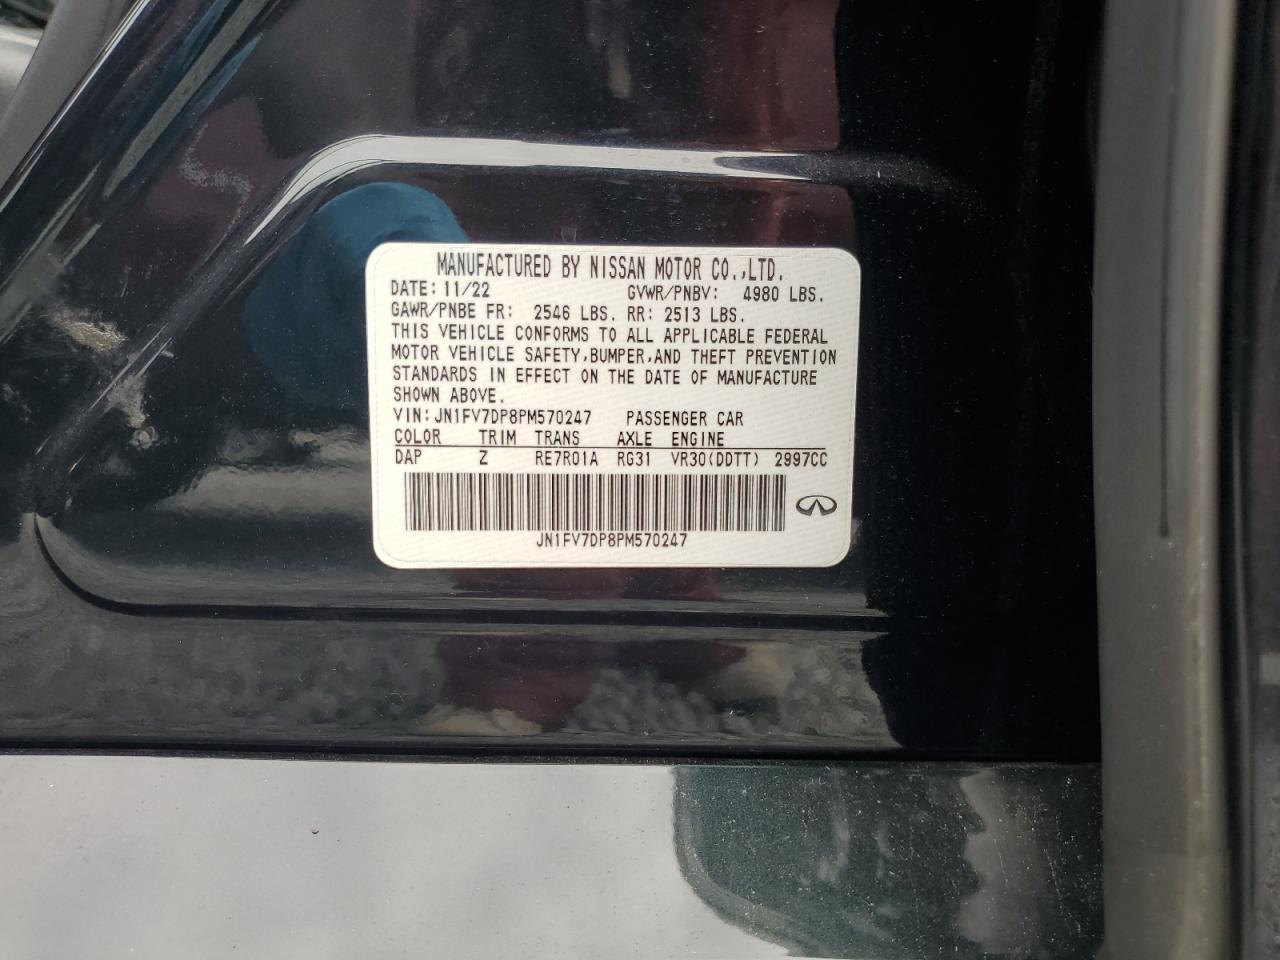 MANUFACTURED BY NISSAN MOTOR CO.,LTD.
DATE: 11/22 GVWR/PNBV: 4980 LBS.
GAWR/PNBE FR: 2546 LBS. RR: 2513 LBS.
THIS VEHICLE CONFORMS TO ALL APPLICABLE FEDERAL
MOTOR VEHICLE SAFETY,BUMPER,AND THEFT PREVENTION
STANDARDS IN EFFECT ON THE DATE OF MANUFACTURE
SHOWN ABOVE.
VIN: JN1FV7DP8PM570247 PASSENGER CAR
COLOR TRIM TRANS AXLE ENGINE
DAP Z RE7R01A RG31 VR30(DDTT) 2997CC
JN1FV7DP8PM570247